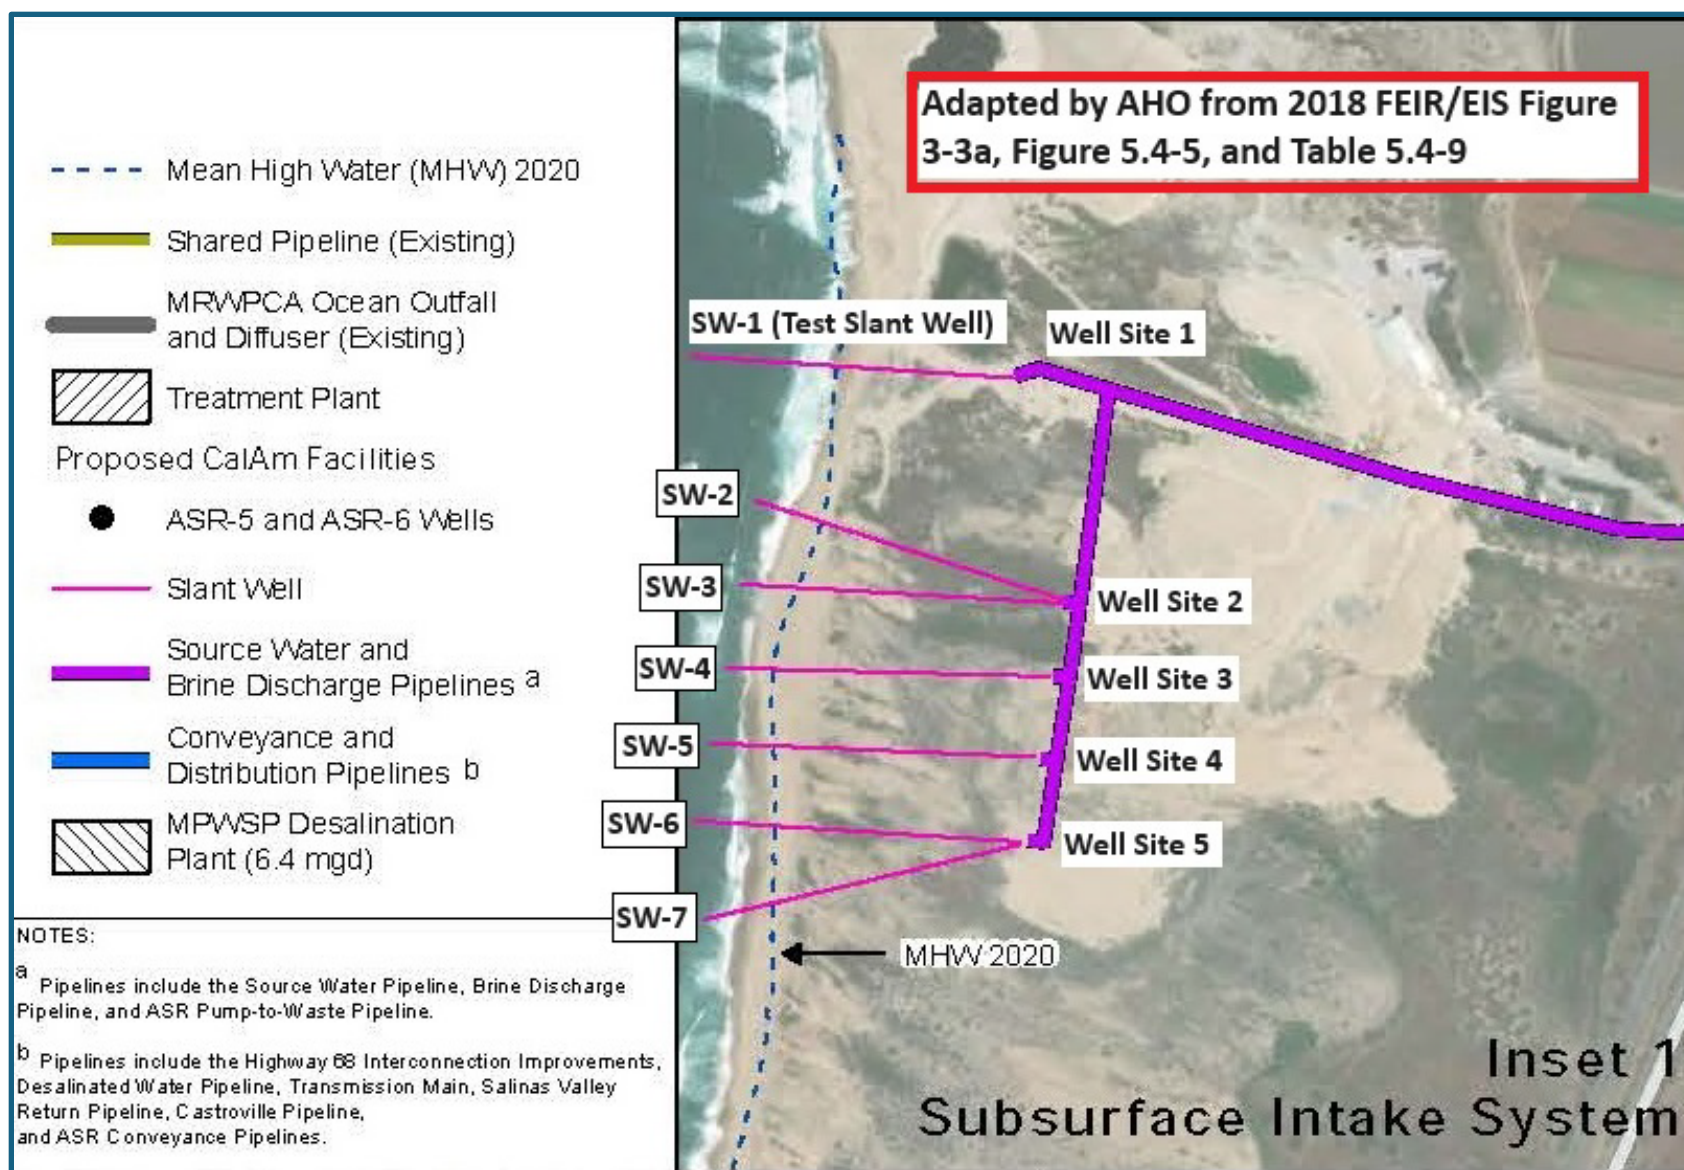 Mean High Water (MHW) 2020
Shared Pipeline (Existing)
MRWPCA Ocean Outfall
and Diffuser (Existing)
Treatment Plant
Proposed CalAm Facilities
ASR-5 and ASR-6 Wells
Slant Well
Source Water and
Brine Discharge Pipelines a
Conveyance and
Distribution Pipelines b
MPWSP Desalination
Plant (6.4 mgd)
NOTES:
a Pipelines include the Source Water Pipeline, Brine Discharge
Pipeline, and ASR Pump-to-Waste Pipeline.
b Pipelines include the Highway 68 Interconnection Improvements,
Desalinated Water Pipeline, Transmission Main, Salinas Valley
Return Pipeline, Castroville Pipeline,
and ASR Conveyance Pipelines.
Adapted by AHO from 2018 FEIR/EIS Figure
3-3a, Figure 5.4-5, and Table 5.4-9
SW-1 (Test Slant Well)
Well Site 1
SW-2
SW-3
Well Site 2
SW-4
Well Site 3
SW-5
Well Site 4
SW-6
Well Site 5
SW-7
MHW 2020
Inset 1
Subsurface Intake System